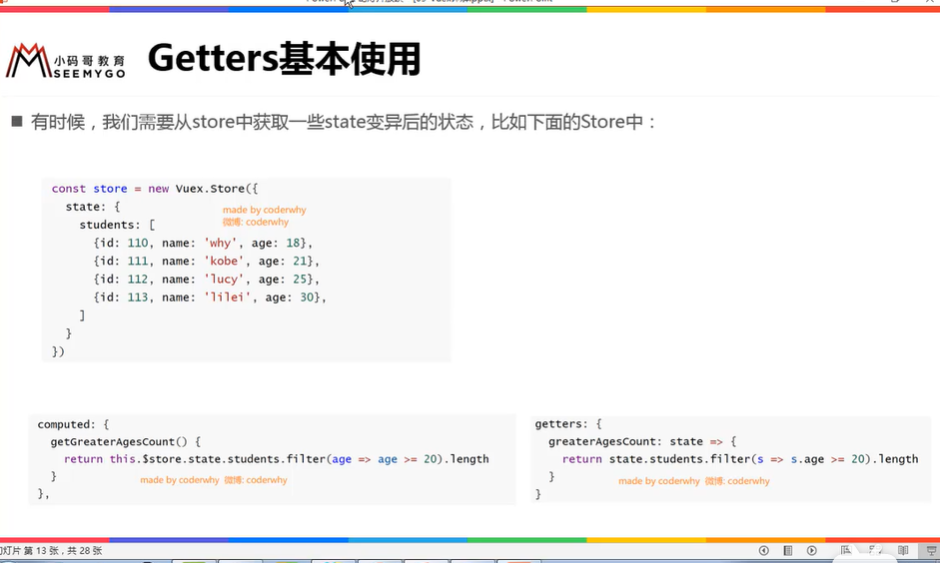 小码哥教育
SEEMYGO
Getters基本使用
■ 有时候，我们需要从store中获取一些state变异后的状态，比如下面的Store中：
const store = new Vuex.Store({
state: {
made by coderwhy
微博: coderwhy
students: [
{id: 110, name: 'why', age: 18},
{id: 111, name: 'kobe', age: 21},
{id: 112, name: 'lucy', age: 25},
{id: 113, name: 'lilei', age: 30},
]
}
})
computed: {
getGreaterAgesCount() {
return this.$store.state.students.filter(age => age >= 20).length
}
made by coderwhy 微博: coderwhy
},
getters: {
greaterAgesCount: state => {
return state.students.filter(s => s.age >= 20).length
}
made by coderwhy 微博: coderwhy
}
灯片 第 13 张，共 28 张